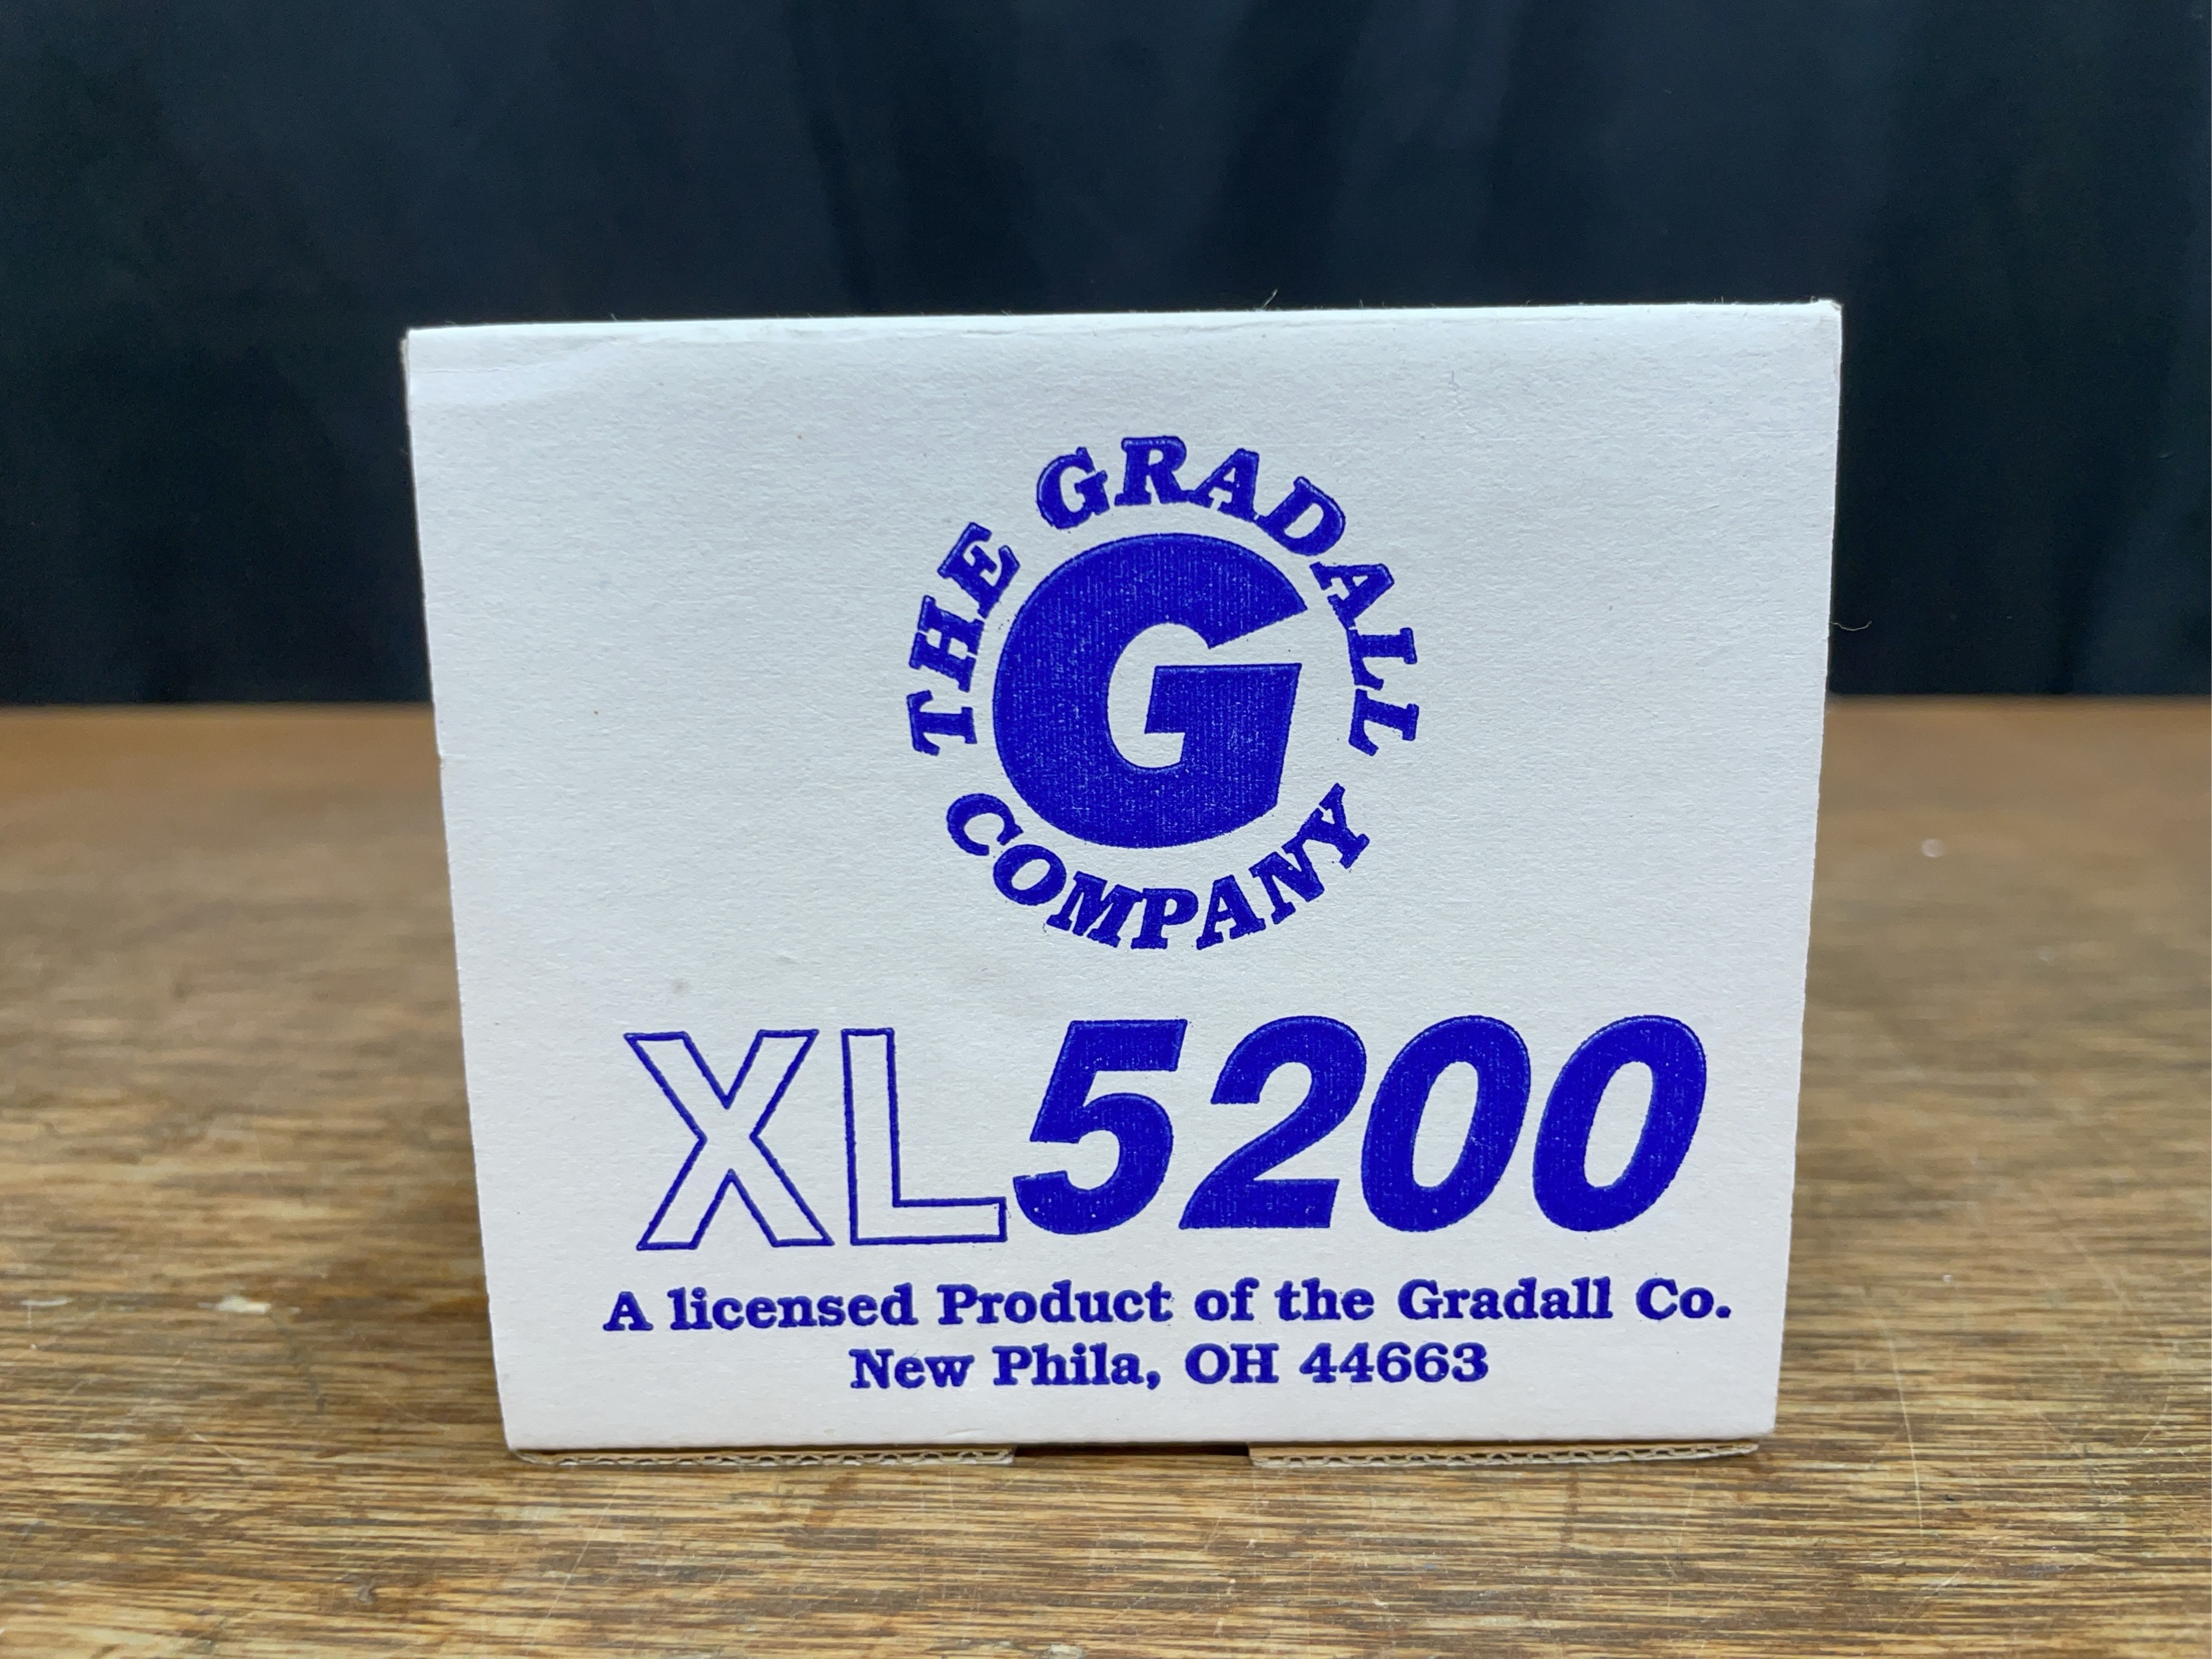 THE GRADALL
G
COMPANY
XL5200
A licensed Product of the Gradall Co.
New Phila, OH 44663